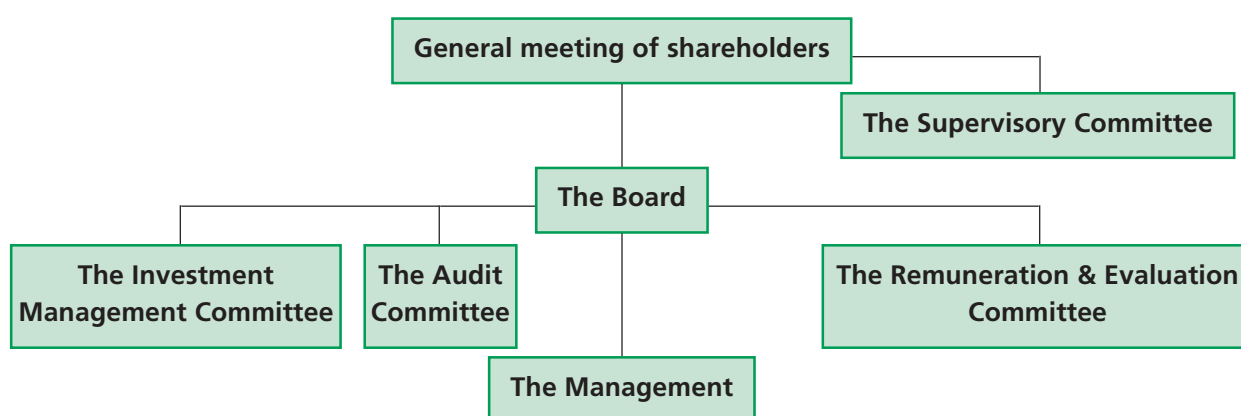 General meeting of shareholders
The Supervisory Committee
The Board
The Investment
Management Committee
The Audit
Committee
The Remuneration & Evaluation
Committee
The Management